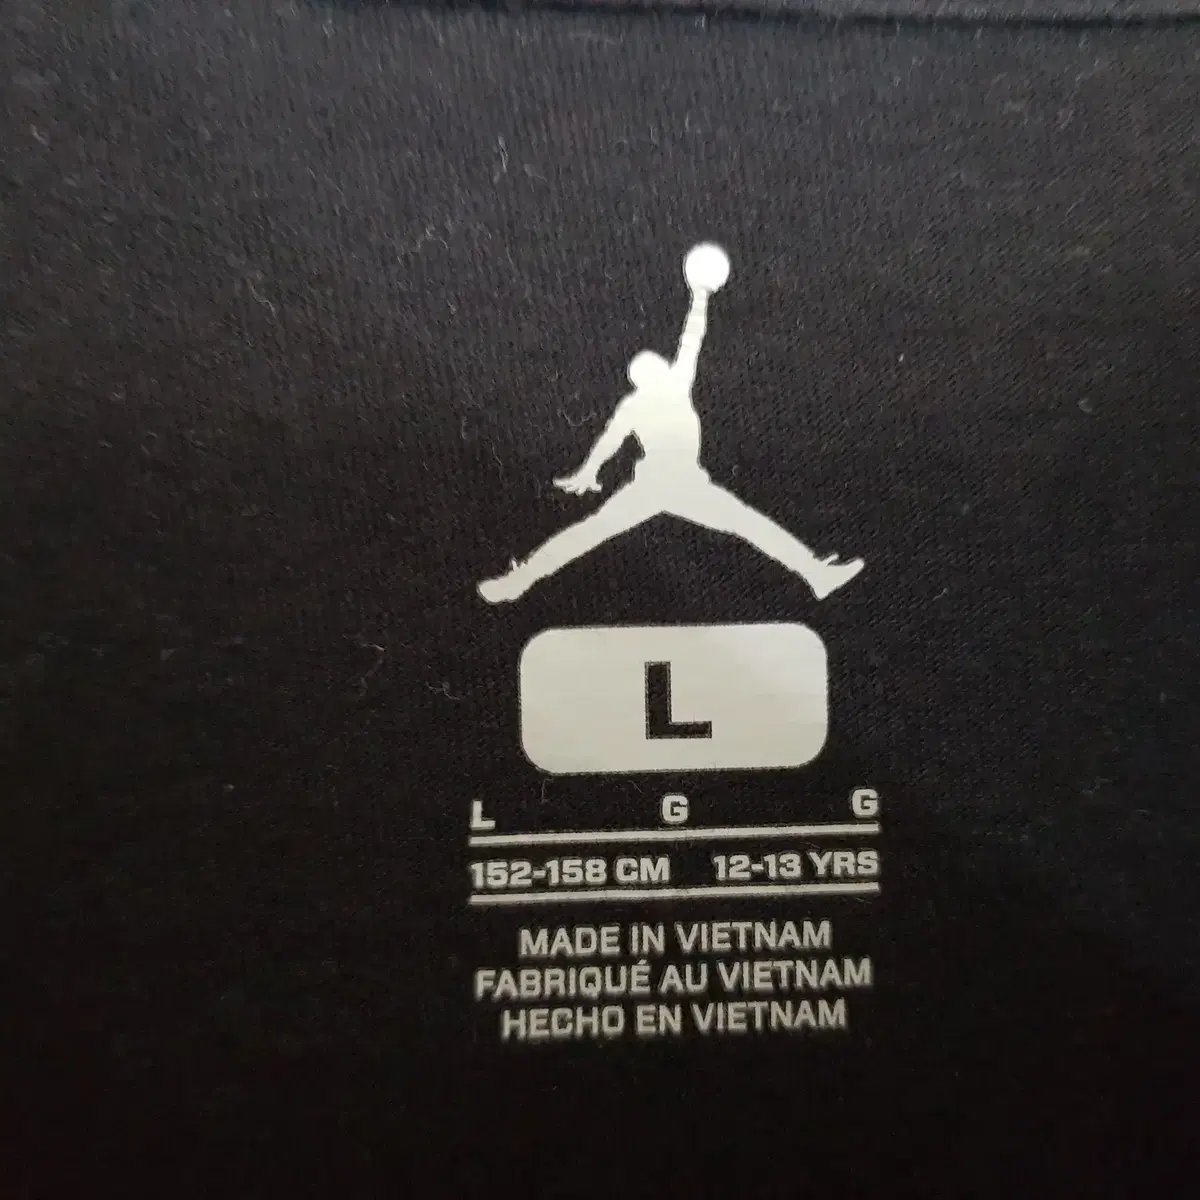 L
L G G
152-158 CM 12-13 YRS
MADE IN VIETNAM
FABRIQUÉ AU VIETNAM
HECHO EN VIETNAM